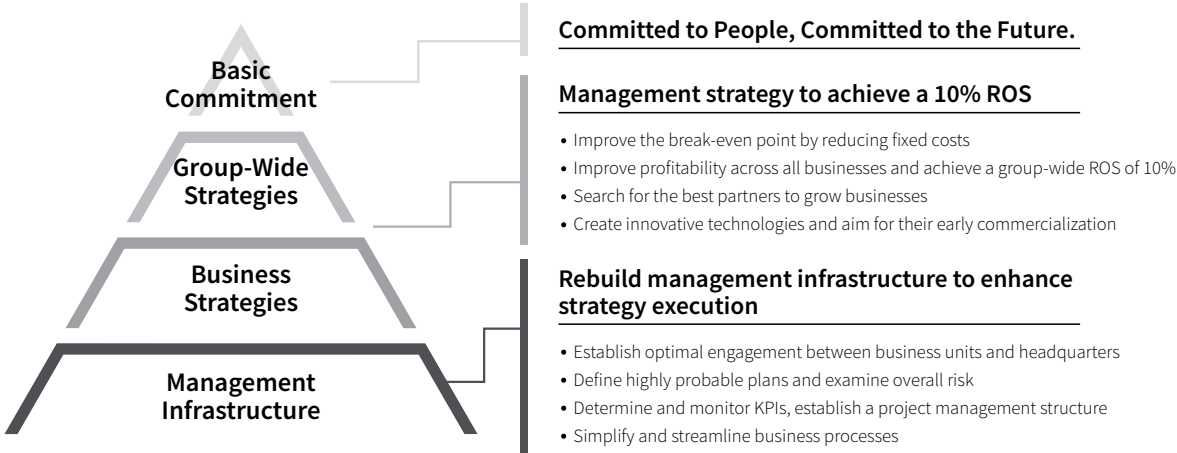 Basic
Commitment
Group-Wide
Strategies
Business
Strategies
Management
Infrastructure
Committed to People, Committed to the Future.
Management strategy to achieve a 10% ROS
• Improve the break-even point by reducing fixed costs
• Improve profitability across all businesses and achieve a group-wide ROS of 10%
• Search for the best partners to grow businesses
• Create innovative technologies and aim for their early commercialization
Rebuild management infrastructure to enhance
strategy execution
• Establish optimal engagement between business units and headquarters
• Define highly probable plans and examine overall risk
• Determine and monitor KPIs, establish a project management structure
• Simplify and streamline business processes